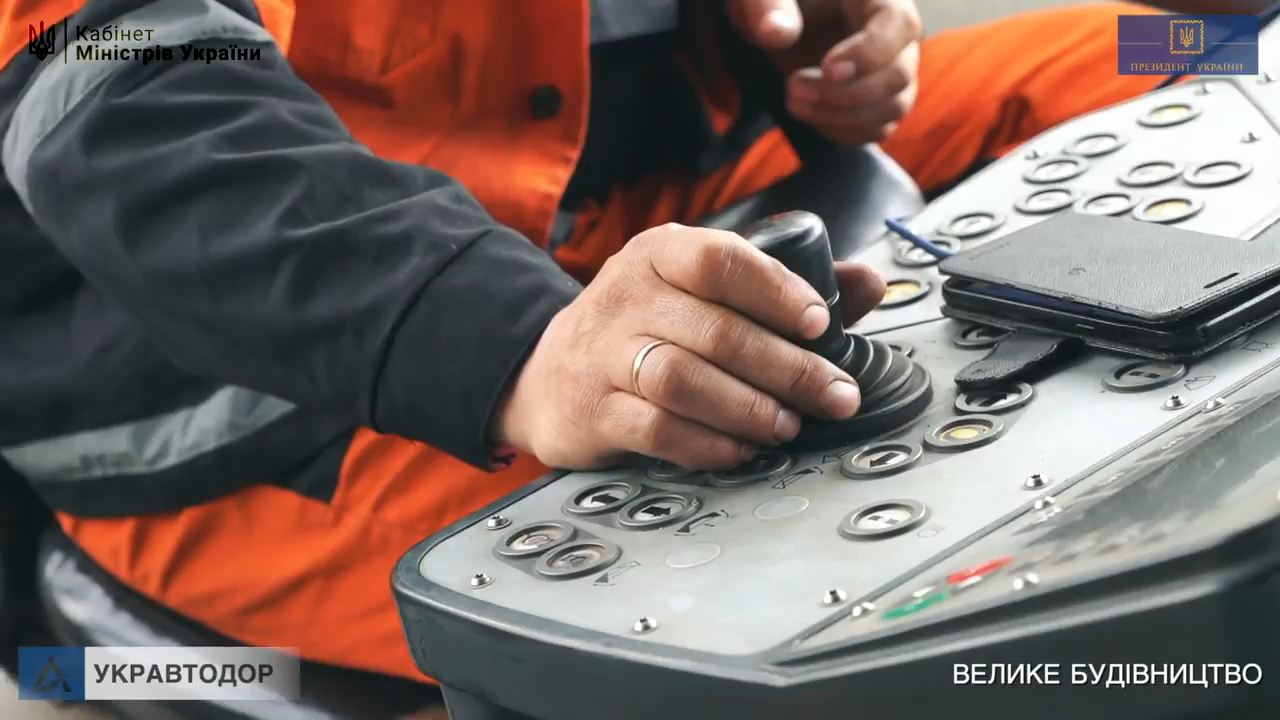 Кабінет
Міністрів України
ПРЕЗИДЕНТ УКРАЇНИ
УКРАВТОДОР
ВЕЛИКЕ БУДІВНИЦТВО